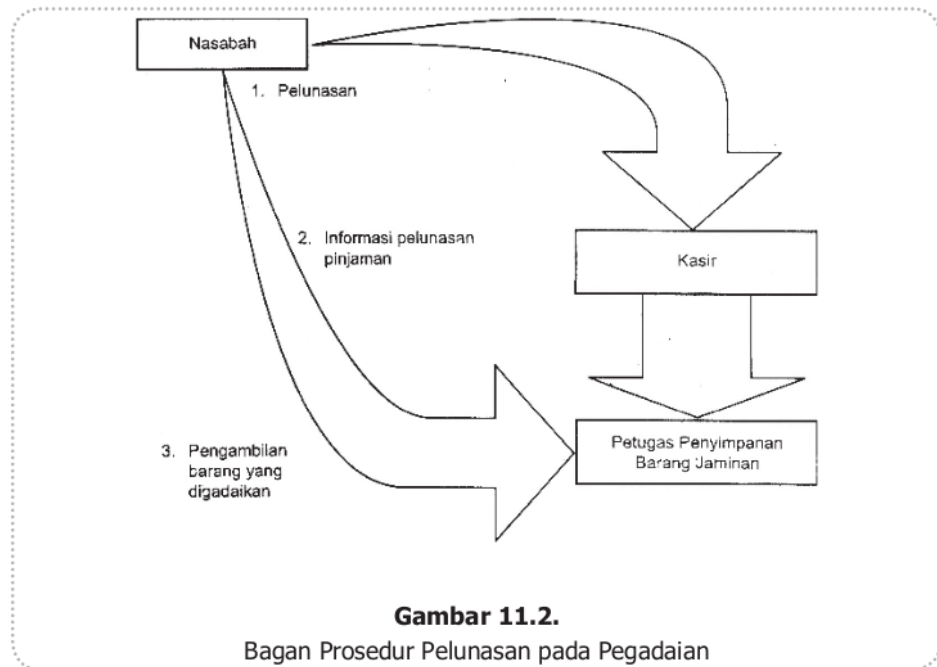 Nasabah
1. Pelunasan
2. Informasi pelunasan
pinjaman
Kasir
3. Pengambilan
barang yang
digadaikan
Petugas Penyimpanan
Barang Jaminan
Gambar 11.2.
Bagan Prosedur Pelunasan pada Pegadaian